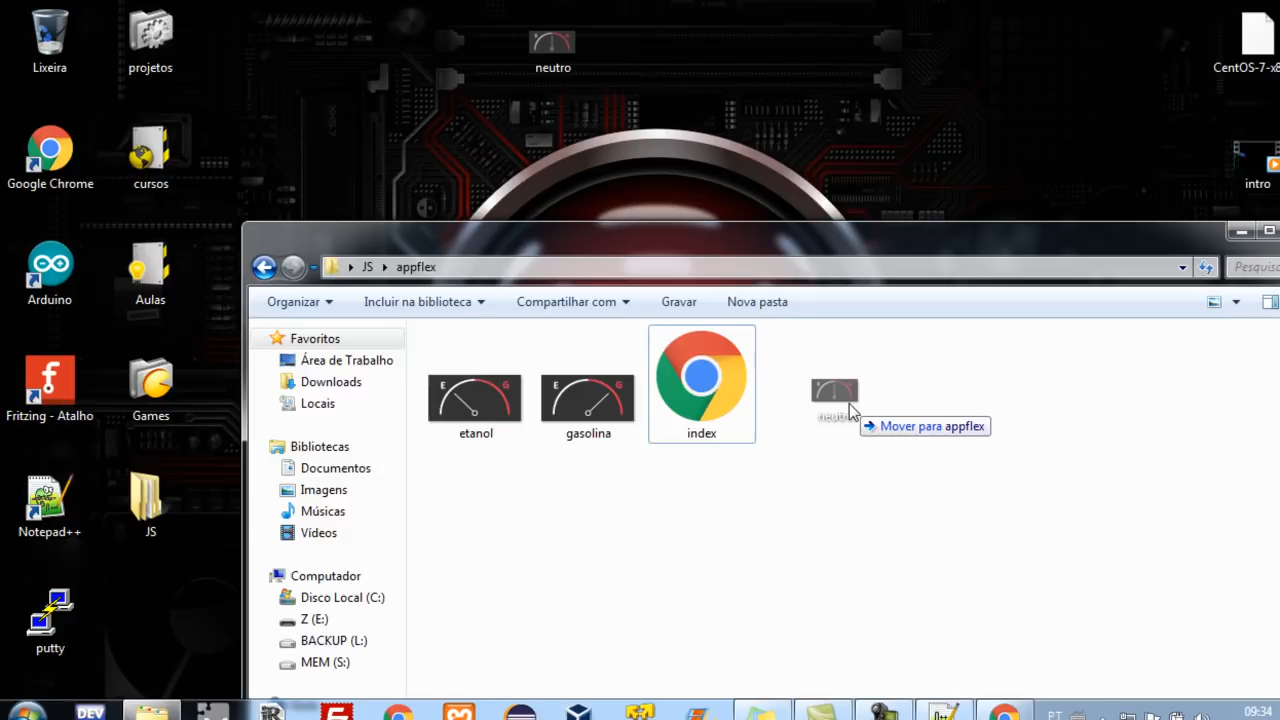 Lixeira
projetos
neutro
CentOS-7-x8
Google Chrome
cursos
intro
Arduino
Aulas
Fritzing - Atalho
Games
Notepad++
JS
putty
JS
appflex
Pesquisa
Organizar
Incluir na biblioteca
Compartilhar com
Gravar
Nova pasta
Favoritos
Área de Trabalho
Downloads
Locais
Bibliotecas
Documentos
Imagens
Músicas
Vídeos
Computador
Disco Local (C:)
Z (E:)
BACKUP (L:)
MEM (S:)
E G
etanol
E G
gasolina
index
neutro
Mover para appflex
DEV
PT
09:34